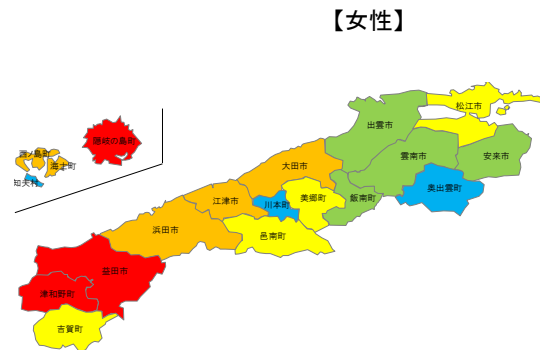 【女性】
松江市
出雲市
隠岐の島町
西ノ島町
海士町
知夫村
雲南市
安来市
大田市
奥出雲町
美郷町
飯南町
江津市
川本町
浜田市
邑南町
益田市
津和野町
吉賀町